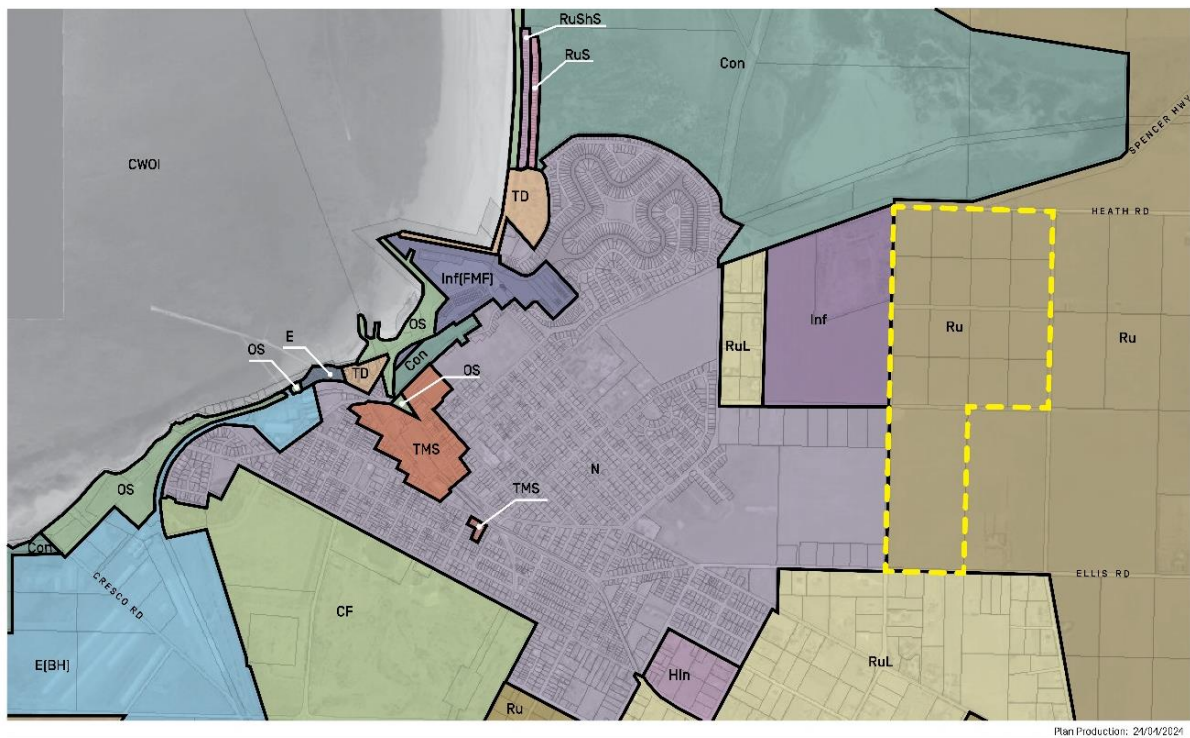 RuShS
RuS
Con
SPENCER HWY
CWOI
TD
HEATH RD
Inf(FMF)
OS
Inf
Ru
Ru
E
OS
TD
Con
OS
RuL
TMS
N
TMS
OS
Con
CRESCO RD
ELLIS RD
CF
RuL
E(BH)
HIn
Ru
Plan Production: 24/04/2024